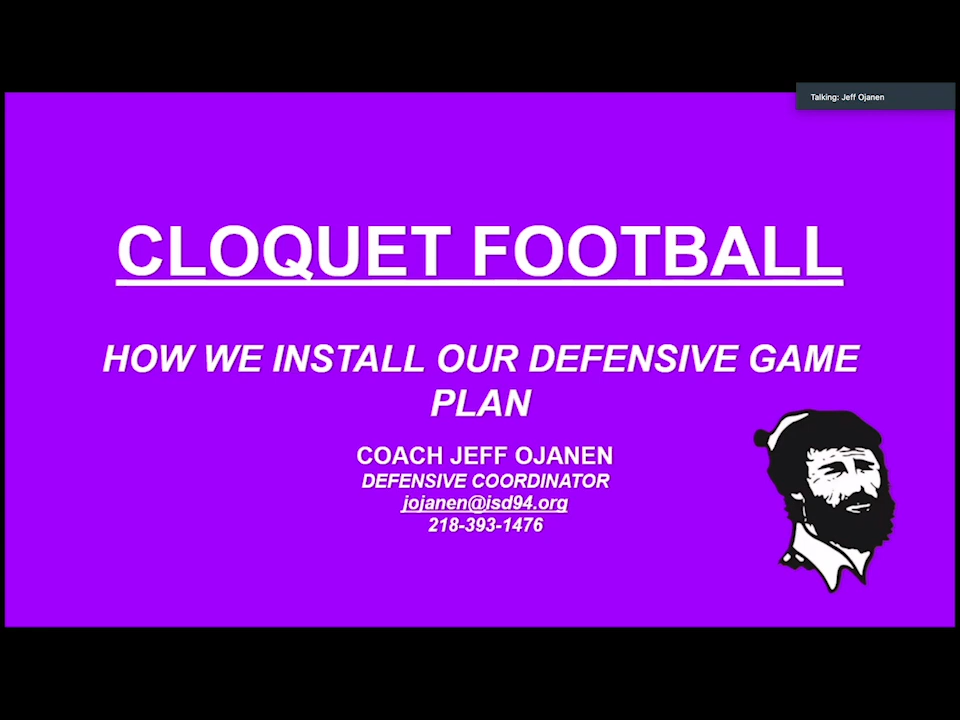 Talking: Jeff Ojanen
CLOQUET FOOTBALL
HOW WE INSTALL OUR DEFENSIVE GAME
PLAN
COACH JEFF OJANEN
DEFENSIVE COORDINATOR
jojanen@isd94.org
218-393-1476